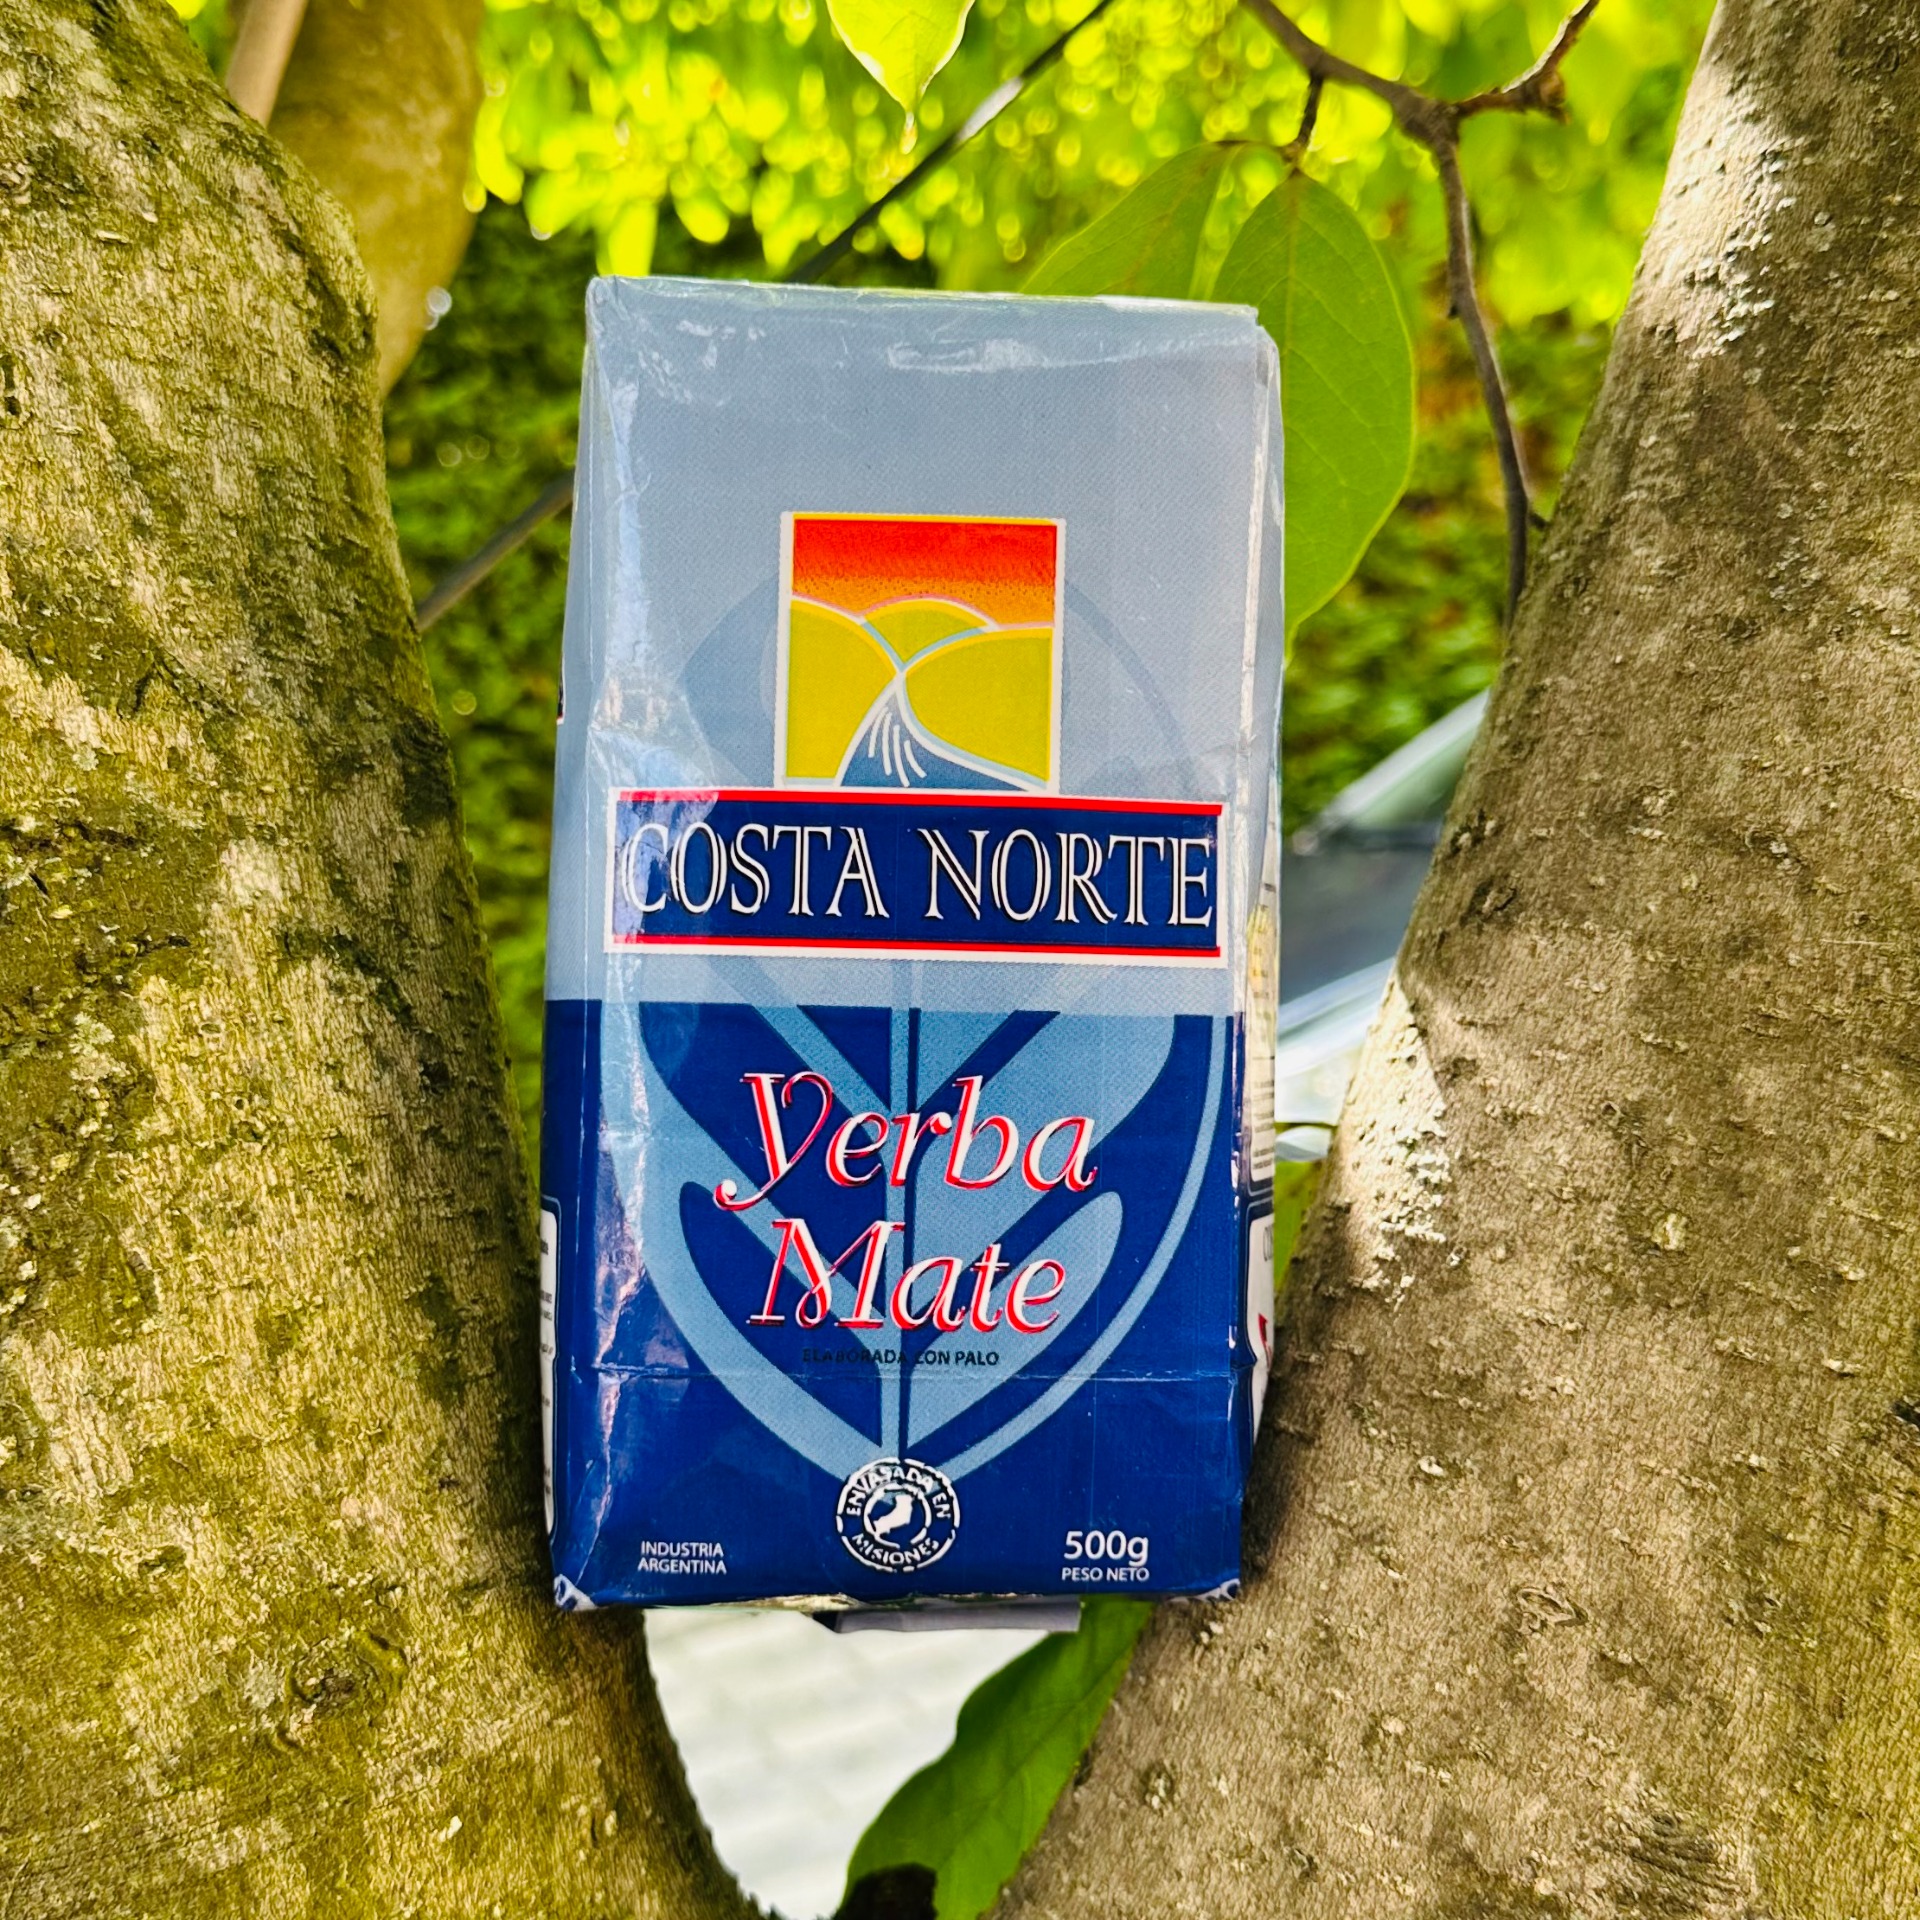 COSTA NORTE
Yerba
Mate
ELABORADA CON PALO
ENVASADA EN
MISIONES
INDUSTRIA
ARGENTINA
500g
PESO NETO